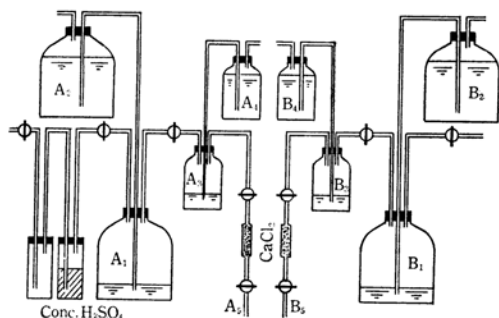 A₂
B₂
A₄
B₄
A₃
B₃
CaCl₂
A₁
B₁
A₅
B₅
Conc. H₂SO₄